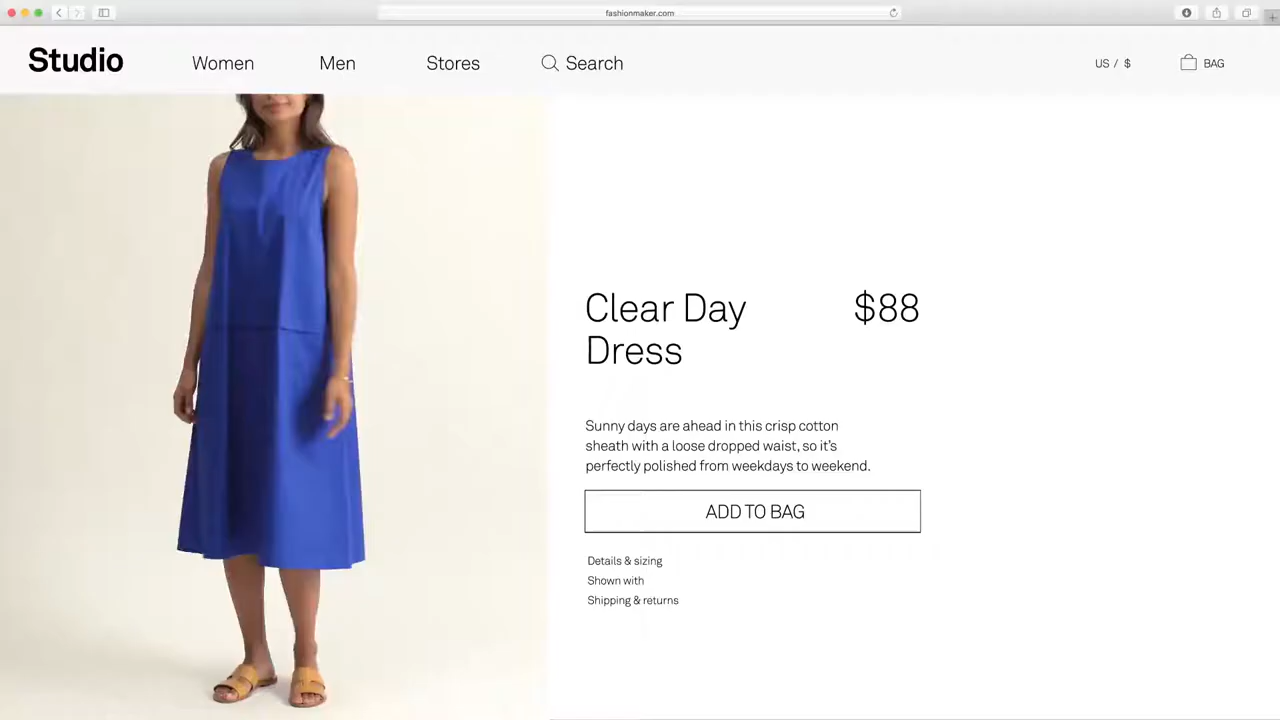 fashionmaker.com
Studio
Women
Men
Stores
Search
US / $
BAG
Clear Day
Dress
$88
Sunny days are ahead in this crisp cotton
sheath with a loose dropped waist, so it's
perfectly polished from weekdays to weekend.
ADD TO BAG
Details & sizing
Shown with
Shipping & returns